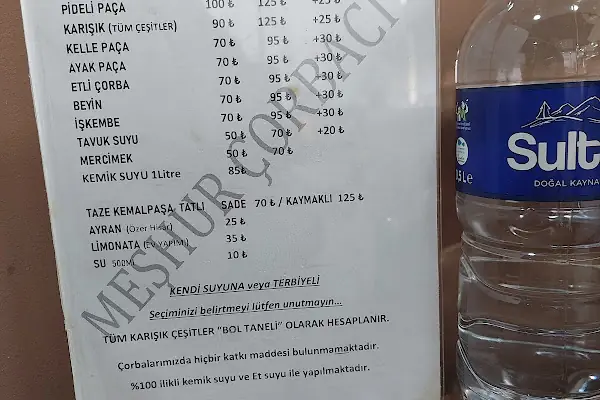 PİDELİ PAÇA 100 ₺ 125 ₺ +25 ₺
KARIŞIK (TÜM ÇEŞİTLER) 90 ₺ 125 ₺ +25 ₺
KELLE PAÇA 70 ₺ 95 ₺ +30 ₺
AYAK PAÇA 70 ₺ 95 ₺ +30 ₺
ETLİ ÇORBA 70 ₺ 95 ₺ +30 ₺
BEYİN 70 ₺ 95 ₺ +30 ₺
İŞKEMBE 70 ₺ 95 ₺ +30 ₺
TAVUK SUYU 50 ₺ 70 ₺ +20 ₺
MERCİMEK 50 ₺ 70 ₺
KEMİK SUYU 1Litre 85₺
TAZE KEMALPAŞA TATLI SADE 70 ₺ / KAYMAKLI 125 ₺
AYRAN (Özer Hisar) 25 ₺
LİMONATA (EV YAPIMI) 35 ₺
SU 500Ml 10 ₺
KENDİ SUYUNA veya TERBİYELİ
Seçiminizi belirtmeyi lütfen unutmayın...
TÜM KARIŞIK ÇEŞİTLER "BOL TANELİ" OLARAK HESAPLANIR.
Çorbalarımızda hiçbir katkı maddesi bulunmamaktadır.
%100 ilikli kemik suyu ve Et suyu ile yapılmaktadır.
MEŞHUR ÇORBACI
Sult
DOĞAL KAYNA
,5 L e